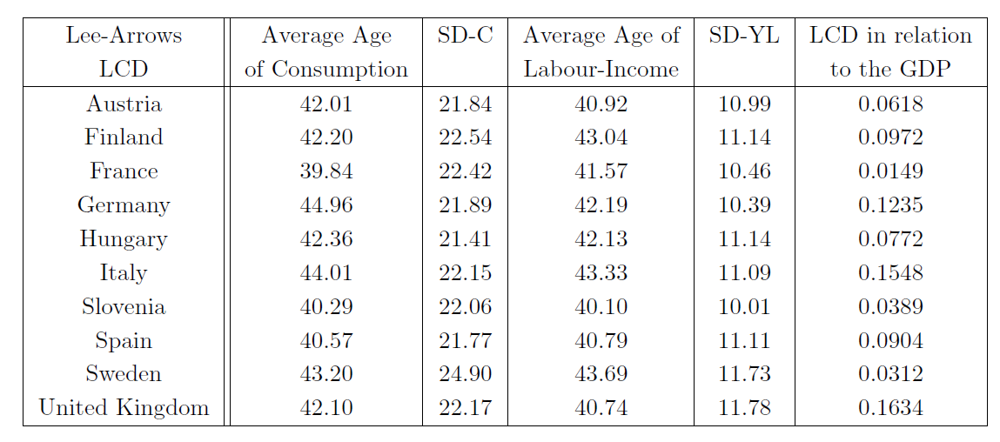 Lee-Arrows Average Age SD-C Average Age of SD-YL LCD in relation
LCD of Consumption Labour-Income to the GDP
Austria 42.01 21.84 40.92 10.99 0.0618
Finland 42.20 22.54 43.04 11.14 0.0972
France 39.84 22.42 41.57 10.46 0.0149
Germany 44.96 21.89 42.19 10.39 0.1235
Hungary 42.36 21.41 42.13 11.14 0.0772
Italy 44.01 22.15 43.33 11.09 0.1548
Slovenia 40.29 22.06 40.10 10.01 0.0389
Spain 40.57 21.77 40.79 11.11 0.0904
Sweden 43.20 24.90 43.69 11.73 0.0312
United Kingdom 42.10 22.17 40.74 11.78 0.1634